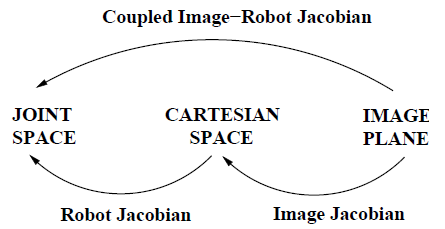 Coupled Image−Robot Jacobian
JOINT SPACE
CARTESIAN SPACE
IMAGE PLANE
Robot Jacobian
Image Jacobian